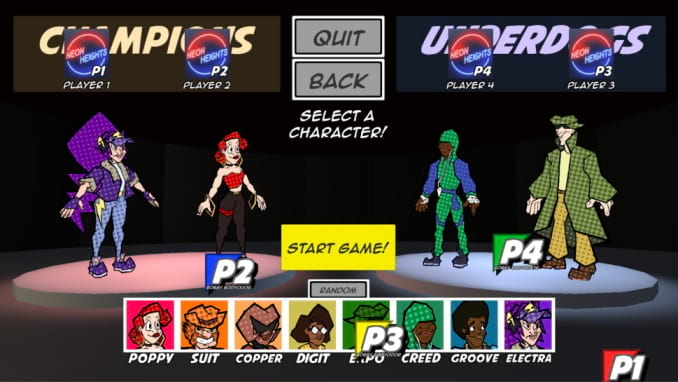 CHAMPIONS
UNDERDOGS
NEON
HEIGHTS
P1
PLAYER 1
NEON
HEIGHTS
P2
PLAYER 2
QUIT
BACK
NEON
HEIGHTS
P4
PLAYER 4
NEON
HEIGHTS
P3
PLAYER 3
SELECT A
CHARACTER!
START GAME!
P2
P4
RANDOM
P3
POPPY SUIT COPPER DIGIT EXPO CREED GROOVE ELECTRA
P1